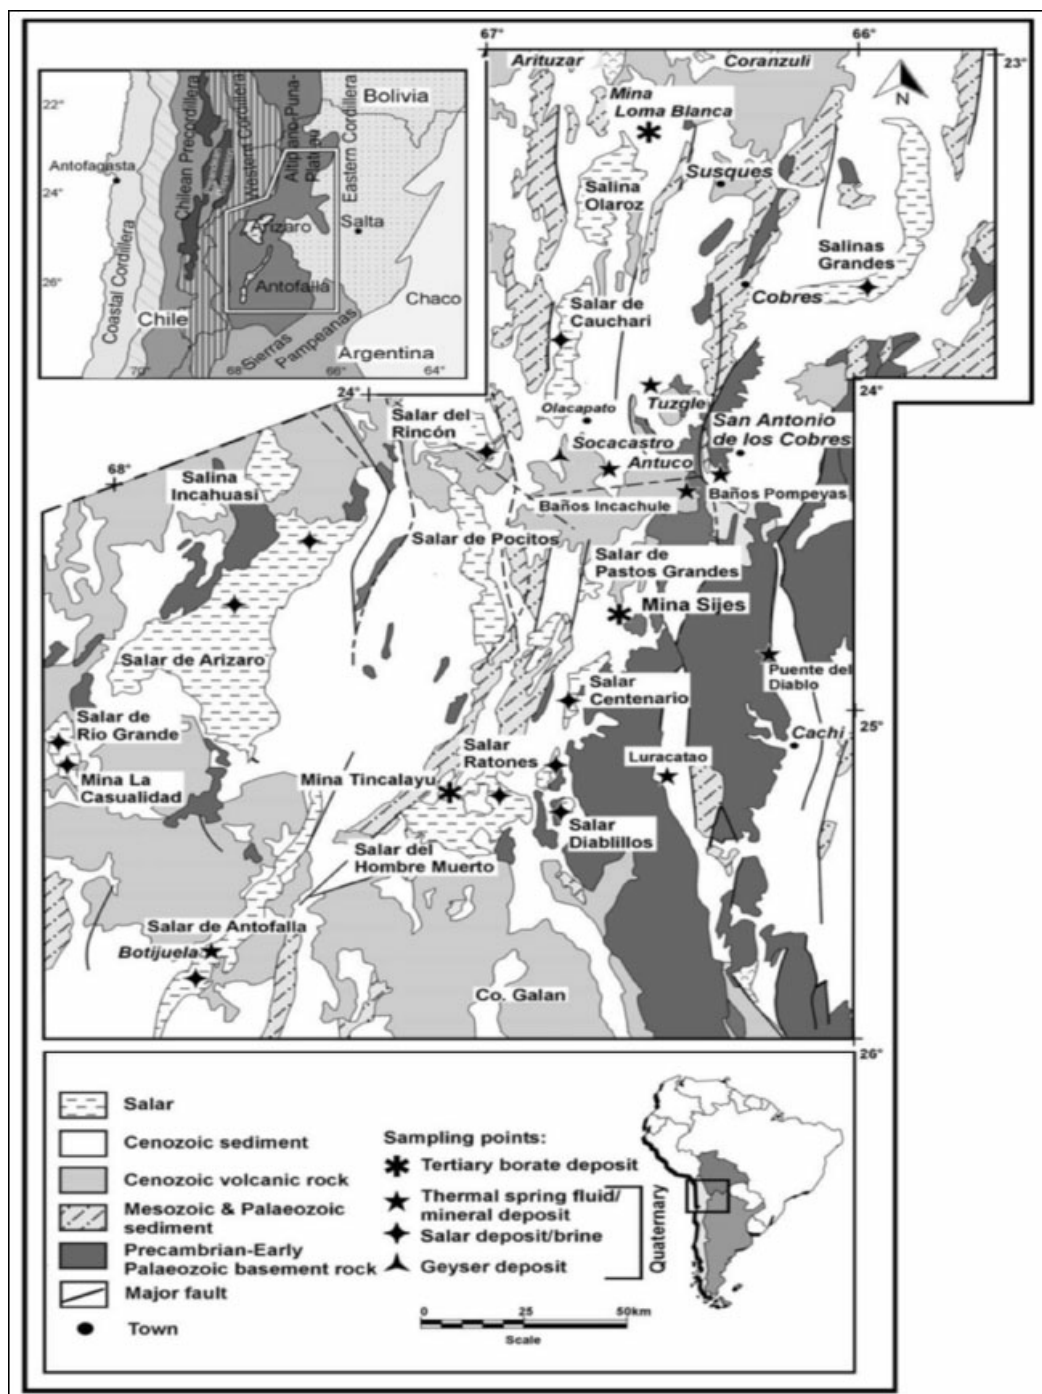 67°
66°
23°
Arituzar
Coranzuli
Mina
Loma Blanca
N
22°
Bolivia
Chilean Precordillera
Western Cordillera
Altiplano-Puna-
Plateau
Eastern Cordillera
Antofagasta
24°
Susques
Salina
Olaroz
Arizaro
Salta
Salinas
Grandes
Coastal Cordillera
26°
Antofalla
Cobres
Chaco
Salar de
Cauchari
Chile
Sierras
Pampeanas
Argentina
70°
68°
66°
64°
24°
24°
Tuzgle
Olacapato
Salar del
Rincón
San Antonio
de los Cobres
Socacastro
Antuco
68°
Salina
Incahuasi
Baños Incachule
Baños Pompeyas
Salar de Pocitos
Salar de
Pastos Grandes
Mina Sijes
Salar de Arizaro
Puente del
Diablo
Salar
Centenario
25°
Salar de
Rio Grande
Cachi
Salar
Ratones
Luracatao
Mina La
Casualidad
Mina Tincalayu
Salar
Diablillos
Salar del
Hombre Muerto
Salar de Antofalla
Botijuela
Co. Galan
26°
Salar
Cenozoic sediment
Cenozoic volcanic rock
Mesozoic & Palaeozoic
sediment
Precambrian-Early
Palaeozoic basement rock
Major fault
Town
Sampling points:
Tertiary borate deposit
Thermal spring fluid/
mineral deposit
Salar deposit/brine
Geyser deposit
Quaternary
0 25 50km
Scale